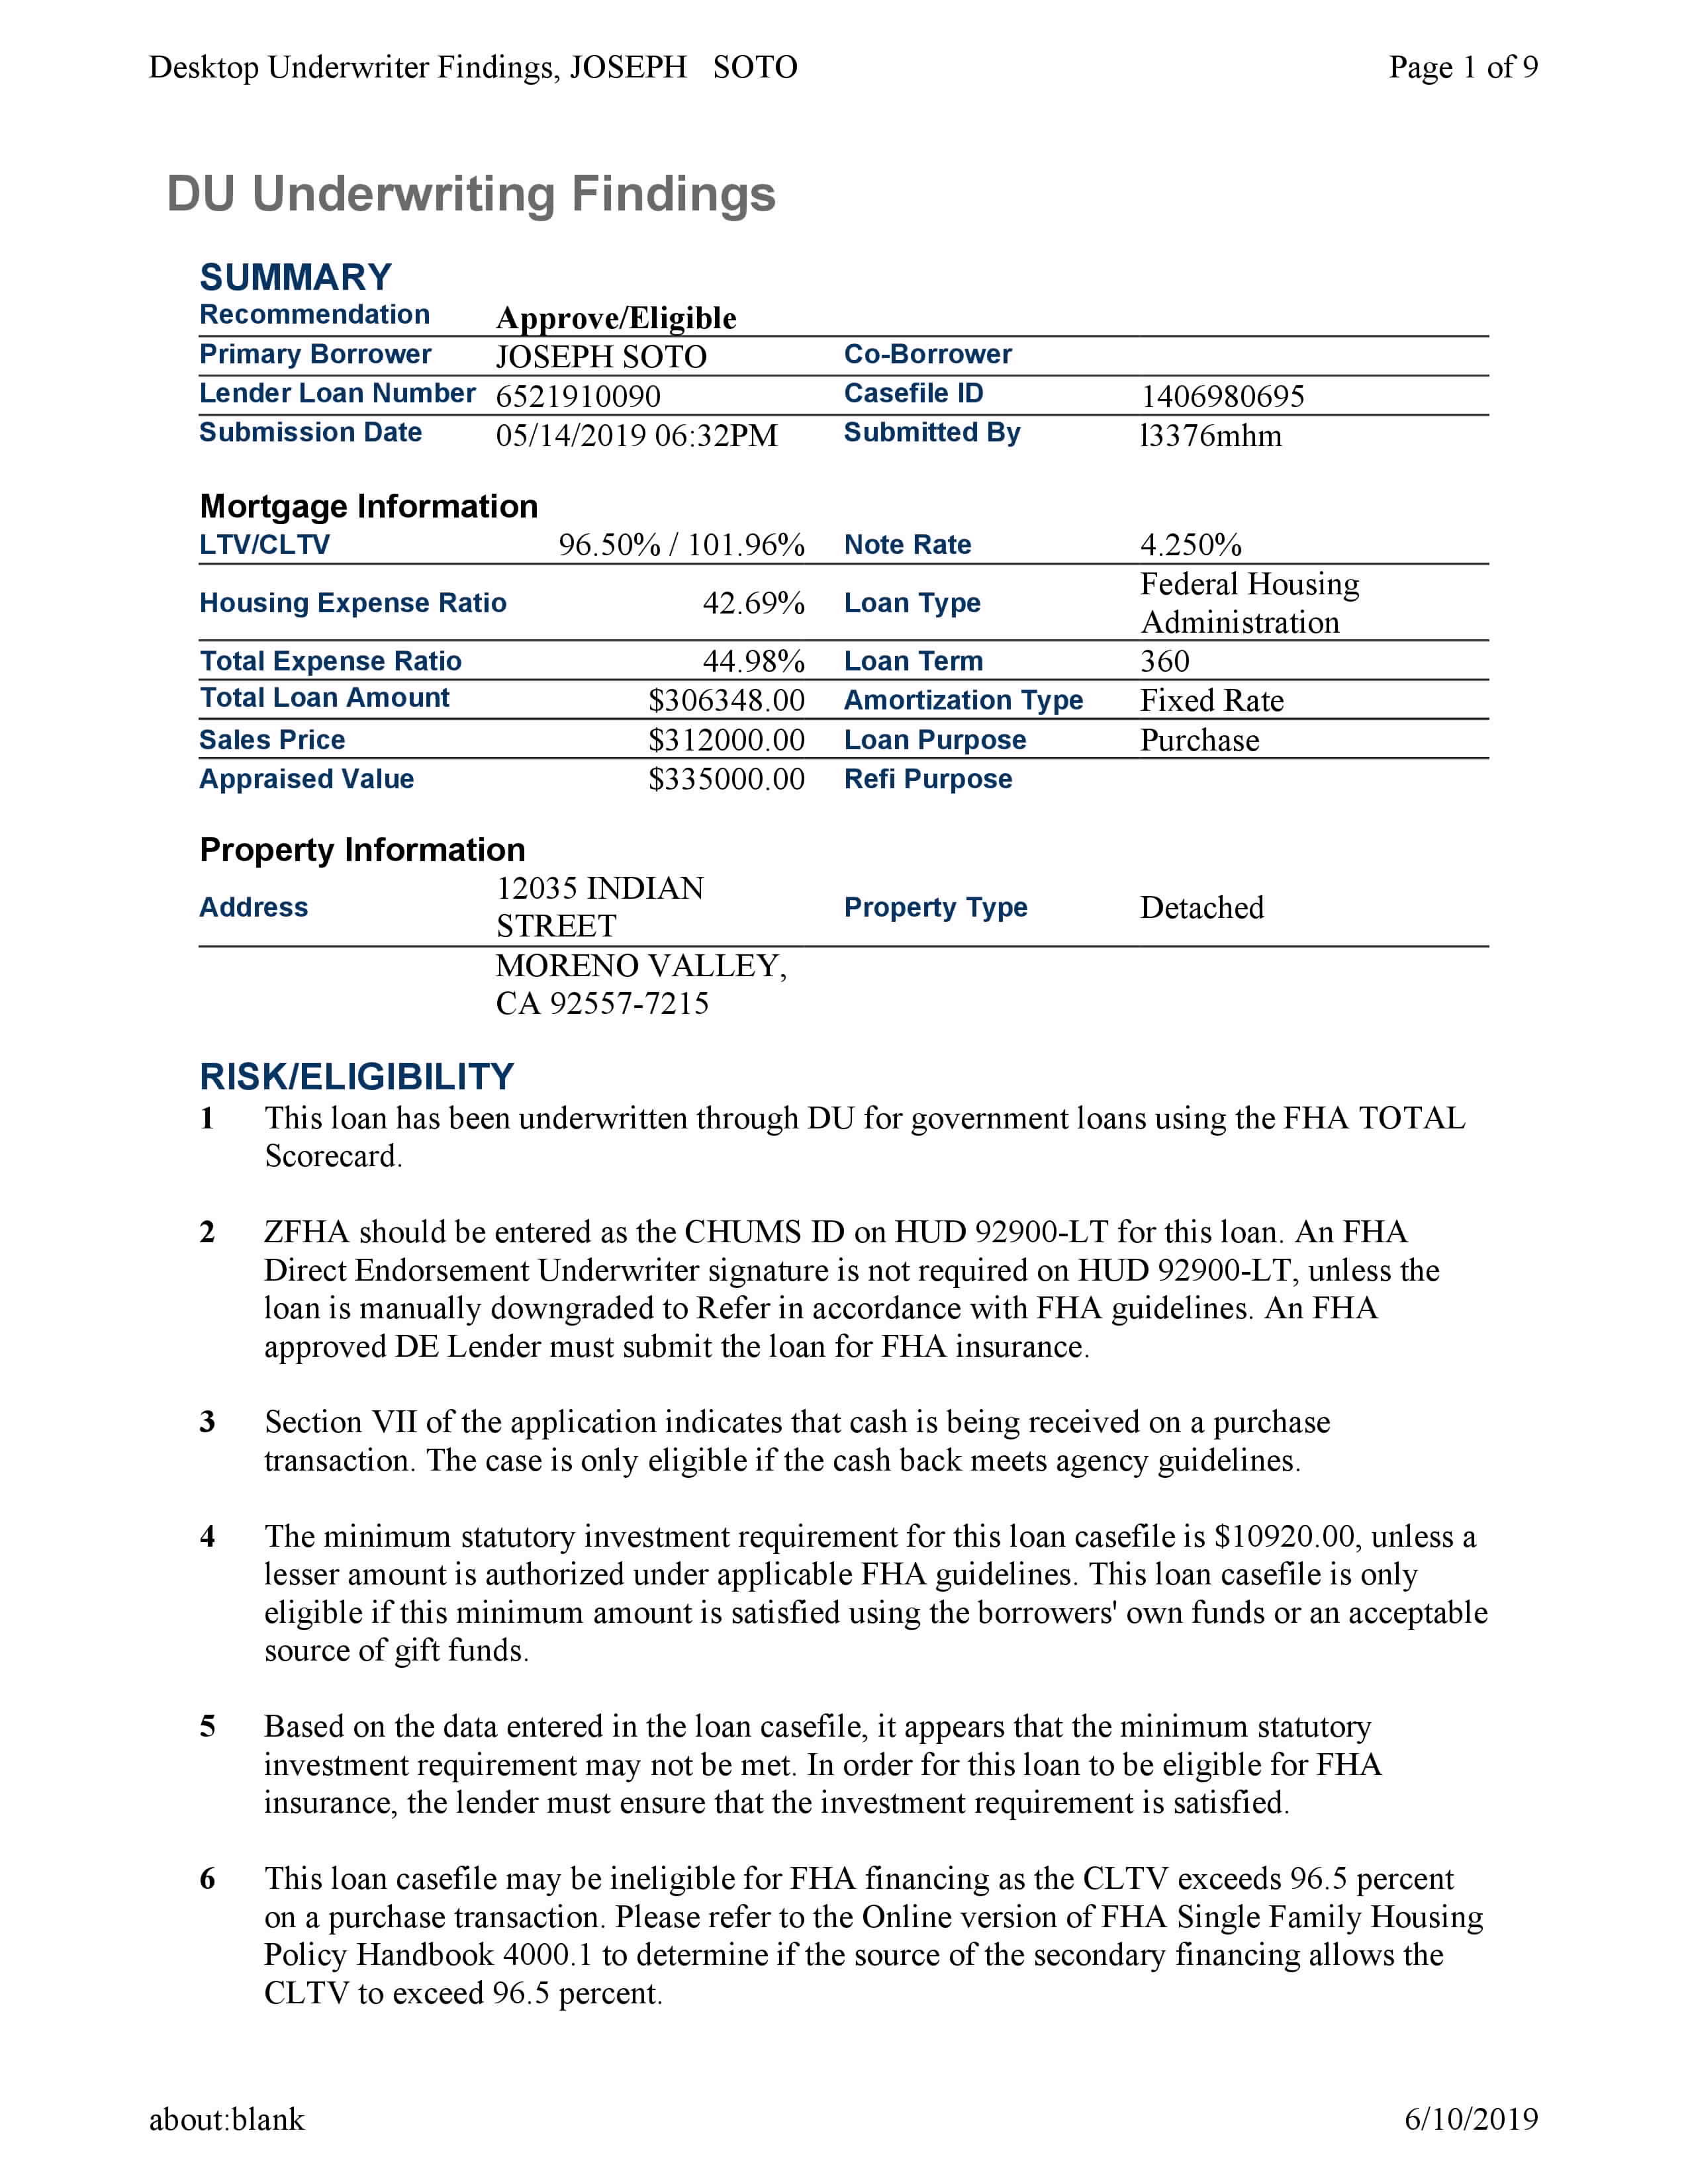 Desktop Underwriter Findings, JOSEPH SOTO Page 1 of 9
DU Underwriting Findings
SUMMARY
Recommendation Approve/Eligible
Primary Borrower JOSEPH SOTO Co-Borrower
Lender Loan Number 6521910090 Casefile ID 1406980695
Submission Date 05/14/2019 06:32PM Submitted By l3376mhm
Mortgage Information
LTV/CLTV 96.50% / 101.96% Note Rate 4.250%
Housing Expense Ratio 42.69% Loan Type Federal Housing
Administration
Total Expense Ratio 44.98% Loan Term 360
Total Loan Amount $306348.00 Amortization Type Fixed Rate
Sales Price $312000.00 Loan Purpose Purchase
Appraised Value $335000.00 Refi Purpose
Property Information
Address 12035 INDIAN
STREET Property Type Detached
MORENO VALLEY,
CA 92557-7215
RISK/ELIGIBILITY
1 This loan has been underwritten through DU for government loans using the FHA TOTAL
Scorecard.
2 ZFHA should be entered as the CHUMS ID on HUD 92900-LT for this loan. An FHA
Direct Endorsement Underwriter signature is not required on HUD 92900-LT, unless the
loan is manually downgraded to Refer in accordance with FHA guidelines. An FHA
approved DE Lender must submit the loan for FHA insurance.
3 Section VII of the application indicates that cash is being received on a purchase
transaction. The case is only eligible if the cash back meets agency guidelines.
4 The minimum statutory investment requirement for this loan casefile is $10920.00, unless a
lesser amount is authorized under applicable FHA guidelines. This loan casefile is only
eligible if this minimum amount is satisfied using the borrowers' own funds or an acceptable
source of gift funds.
5 Based on the data entered in the loan casefile, it appears that the minimum statutory
investment requirement may not be met. In order for this loan to be eligible for FHA
insurance, the lender must ensure that the investment requirement is satisfied.
6 This loan casefile may be ineligible for FHA financing as the CLTV exceeds 96.5 percent
on a purchase transaction. Please refer to the Online version of FHA Single Family Housing
Policy Handbook 4000.1 to determine if the source of the secondary financing allows the
CLTV to exceed 96.5 percent.
about:blank 6/10/2019